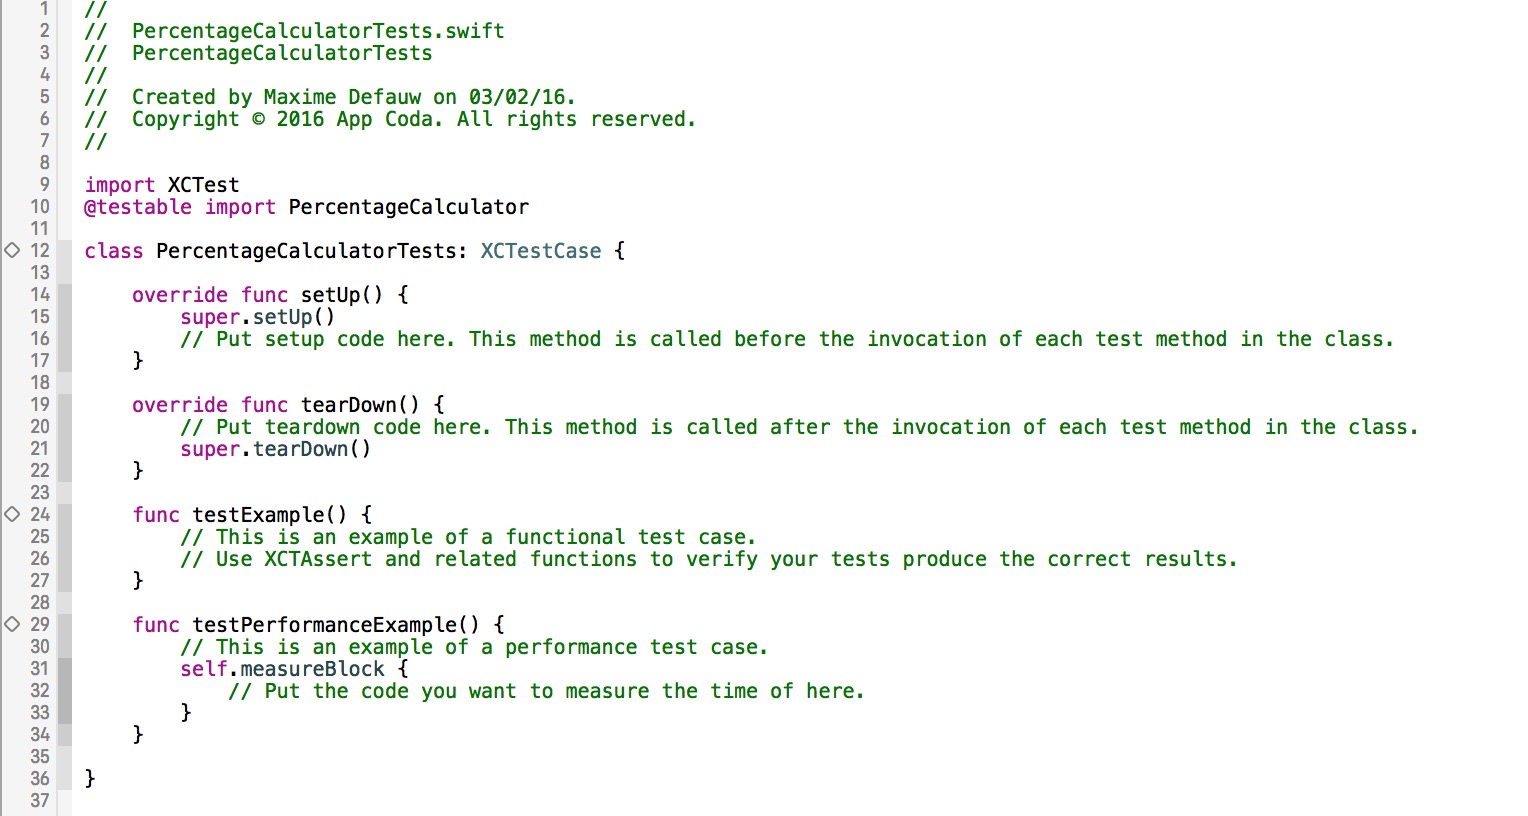 1 //
2 //  PercentageCalculatorTests.swift
3 //  PercentageCalculatorTests
4 //
5 //  Created by Maxime Defauw on 03/02/16.
6 //  Copyright © 2016 App Coda. All rights reserved.
7 //
8
9 import XCTest
10 @testable import PercentageCalculator
11
12 class PercentageCalculatorTests: XCTestCase {
13
14     override func setUp() {
15         super.setUp()
16         // Put setup code here. This method is called before the invocation of each test method in the class.
17     }
18
19     override func tearDown() {
20         // Put teardown code here. This method is called after the invocation of each test method in the class.
21         super.tearDown()
22     }
23
24     func testExample() {
25         // This is an example of a functional test case.
26         // Use XCTAssert and related functions to verify your tests produce the correct results.
27     }
28
29     func testPerformanceExample() {
30         // This is an example of a performance test case.
31         self.measureBlock {
32             // Put the code you want to measure the time of here.
33         }
34     }
35
36 }
37